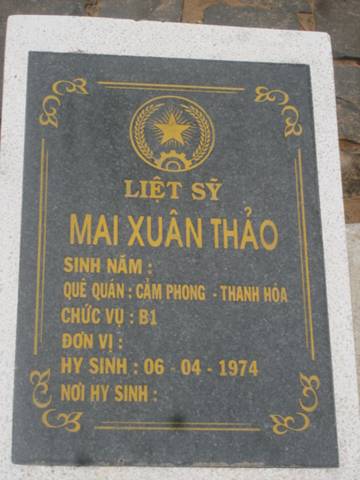 LIỆT SỸ
MAI XUÂN THẢO
SINH NĂM :
QUÊ QUÁN : CẨM PHONG - THANH HÓA
CHỨC VỤ : B1
ĐƠN VỊ :
HY SINH : 06 - 04 - 1974
NƠI HY SINH :